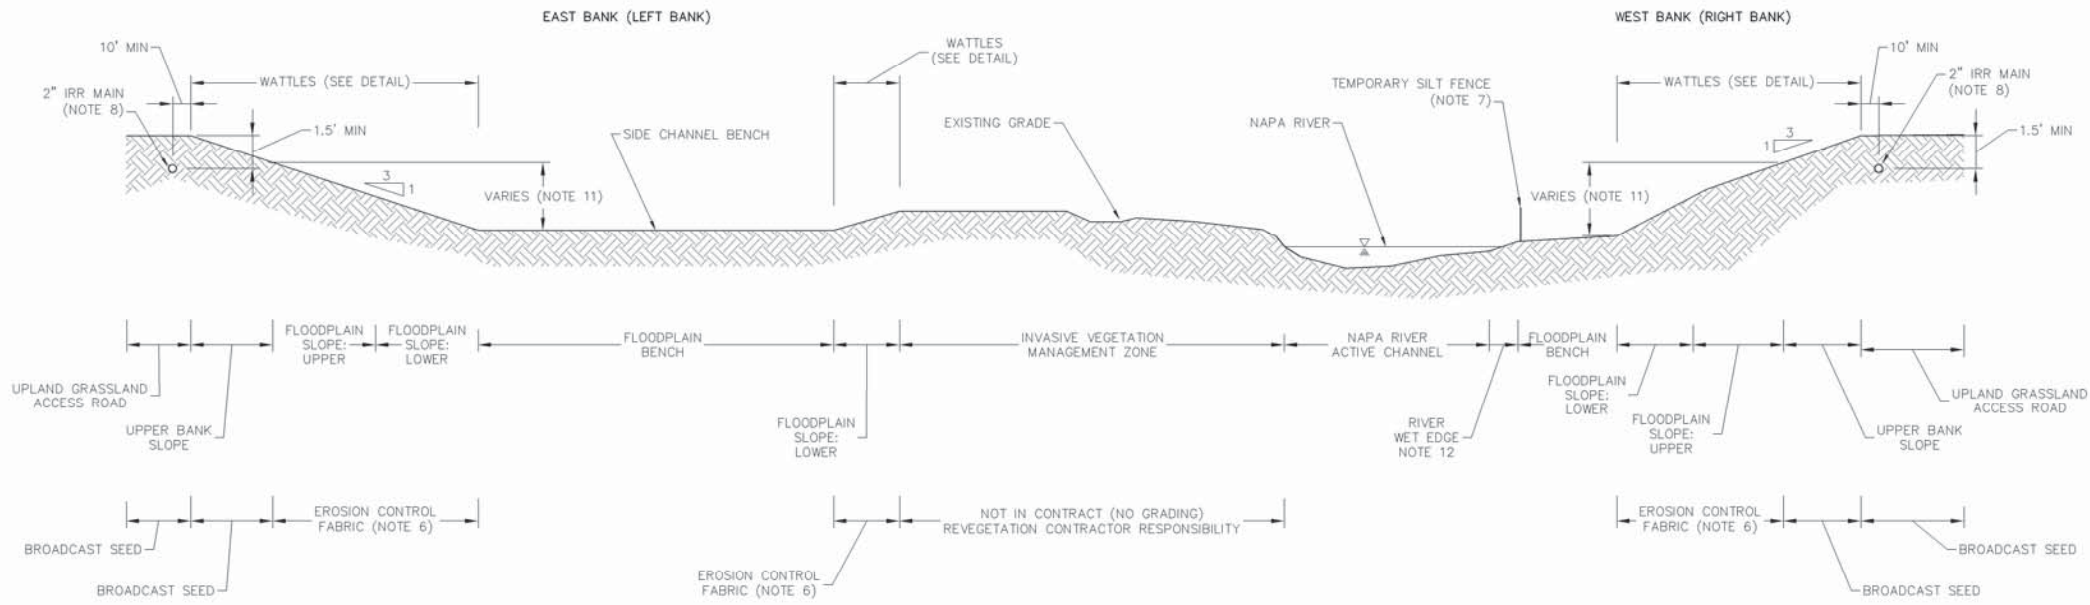 EAST BANK (LEFT BANK)
WEST BANK (RIGHT BANK)
10' MIN
WATTLES (SEE DETAIL)
2" IRR MAIN
(NOTE 8)
1.5' MIN
3
1
VARIES (NOTE 11)
SIDE CHANNEL BENCH
WATTLES
(SEE DETAIL)
EXISTING GRADE
NAPA RIVER
TEMPORARY SILT FENCE
(NOTE 7)
WATTLES (SEE DETAIL)
10' MIN
2" IRR MAIN
(NOTE 8)
1.5' MIN
3
1
VARIES (NOTE 11)
UPLAND GRASSLAND
ACCESS ROAD
UPPER BANK
SLOPE
FLOODPLAIN
SLOPE:
UPPER
FLOODPLAIN
SLOPE:
LOWER
FLOODPLAIN
BENCH
FLOODPLAIN
SLOPE:
LOWER
INVASIVE VEGETATION
MANAGEMENT ZONE
NAPA RIVER
ACTIVE CHANNEL
RIVER
WET EDGE
NOTE 12
FLOODPLAIN
BENCH
FLOODPLAIN
SLOPE:
LOWER
FLOODPLAIN
SLOPE:
UPPER
UPPER BANK
SLOPE
UPLAND GRASSLAND
ACCESS ROAD
BROADCAST SEED
BROADCAST SEED
EROSION CONTROL
FABRIC (NOTE 6)
EROSION CONTROL
FABRIC (NOTE 6)
NOT IN CONTRACT (NO GRADING)
REVEGETATION CONTRACTOR RESPONSIBILITY
EROSION CONTROL
FABRIC (NOTE 6)
BROADCAST SEED
BROADCAST SEED